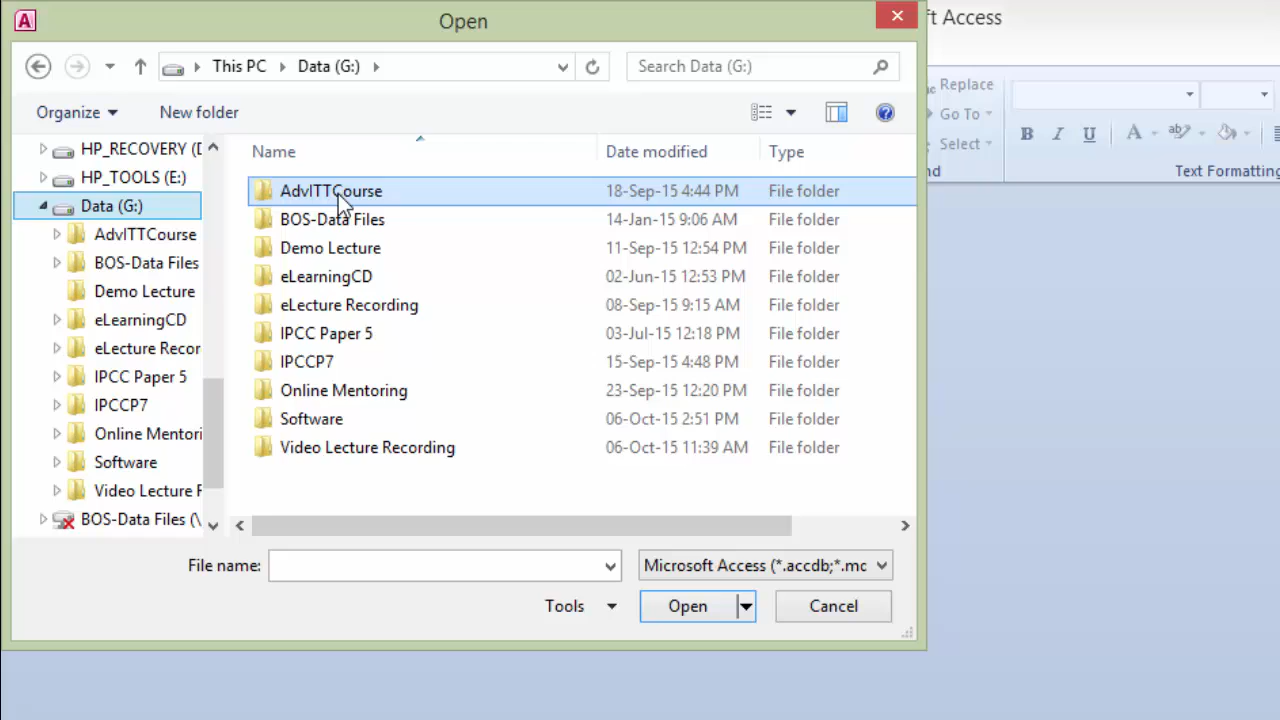 A
Open
ft Access
This PC
Data (G:)
Search Data (G:)
Replace
Go To
Select
nd
B I U A ab
Text Formatting
Organize
New folder
HP_RECOVERY (D
HP_TOOLS (E:)
Data (G:)
AdvITTCourse
BOS-Data Files
Demo Lecture
eLearningCD
eLecture Recor
IPCC Paper 5
IPCCP7
Online Mentori
Software
Video Lecture R
BOS-Data Files (\
Name Date modified Type
AdvITTCourse 18-Sep-15 4:44 PM File folder
BOS-Data Files 14-Jan-15 9:06 AM File folder
Demo Lecture 11-Sep-15 12:54 PM File folder
eLearningCD 02-Jun-15 12:53 PM File folder
eLecture Recording 08-Sep-15 9:15 AM File folder
IPCC Paper 5 03-Jul-15 12:18 PM File folder
IPCCP7 15-Sep-15 4:48 PM File folder
Online Mentoring 23-Sep-15 12:20 PM File folder
Software 06-Oct-15 2:51 PM File folder
Video Lecture Recording 06-Oct-15 11:39 AM File folder
File name:
Microsoft Access (*.accdb;*.mc
Tools
Open
Cancel